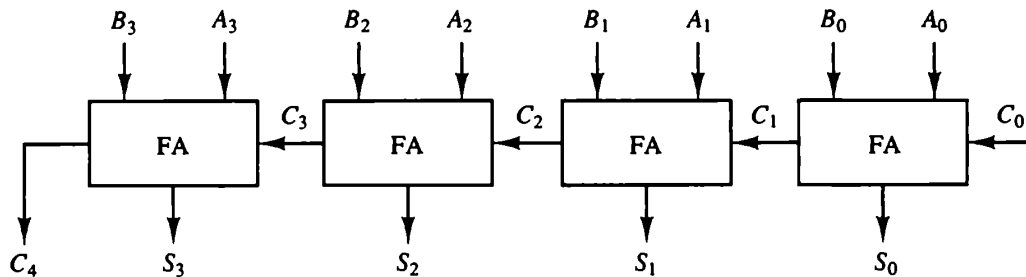 B₃ A₃ B₂ A₂ B₁ A₁ B₀ A₀
C₃ C₂ C₁ C₀
FA FA FA FA
C₄ S₃ S₂ S₁ S₀